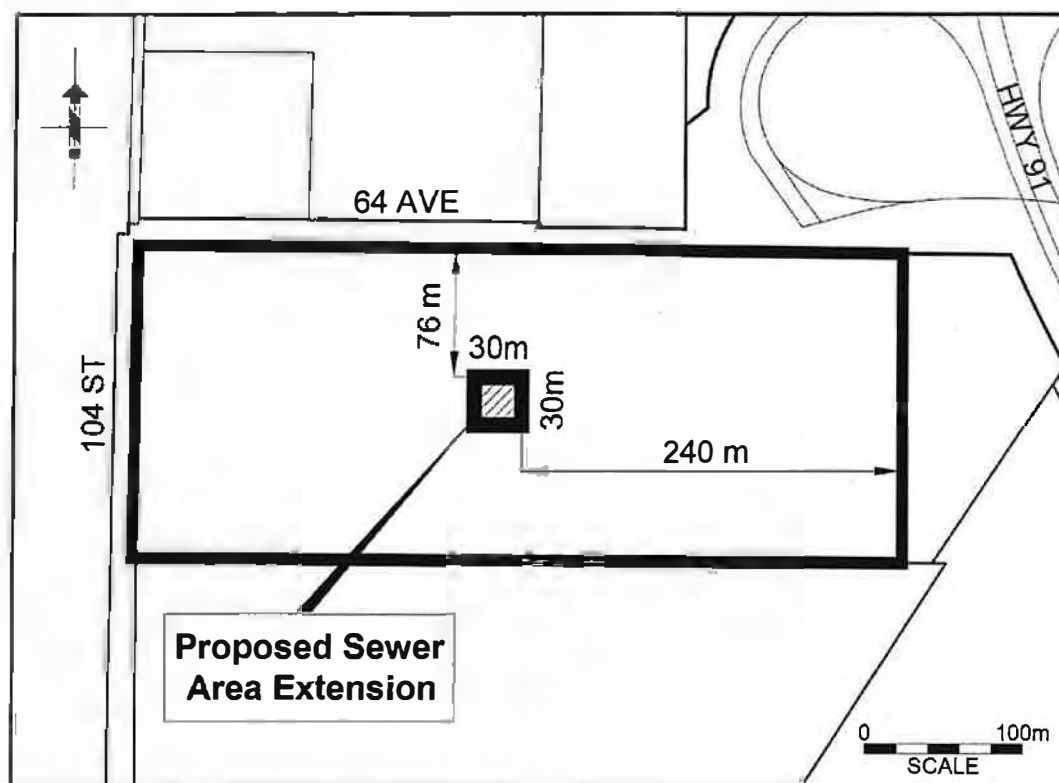 64 AVE
HWY 91
76 m
30m
30m
104 ST
240 m
Proposed Sewer
Area Extension
0 100m
SCALE